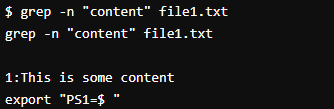 $ grep -n "content" file1.txt
grep -n "content" file1.txt
1:This is some content
export "PS1=$ "